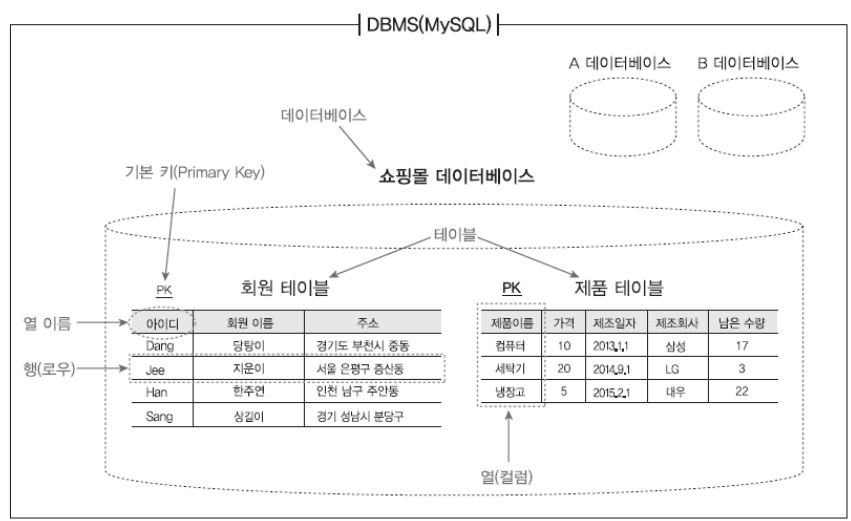 DBMS(MySQL)
A 데이터베이스 B 데이터베이스
데이터베이스
기본 키(Primary Key)
쇼핑몰 데이터베이스
테이블
PK 회원 테이블 PK 제품 테이블
열 이름
아이디 회원 이름 주소
Dang 당탕이 경기도 부천시 중동
행(로우)
Jee 지운이 서울 은평구 증산동
Han 한주연 인천 남구 주안동
Sang 상길이 경기 성남시 분당구
제품이름 가격 제조일자 제조회사 남은 수량
컴퓨터 10 2013.1.1 삼성 17
세탁기 20 2014.9.1 LG 3
냉장고 5 2015.2.1 대우 22
열(컬럼)